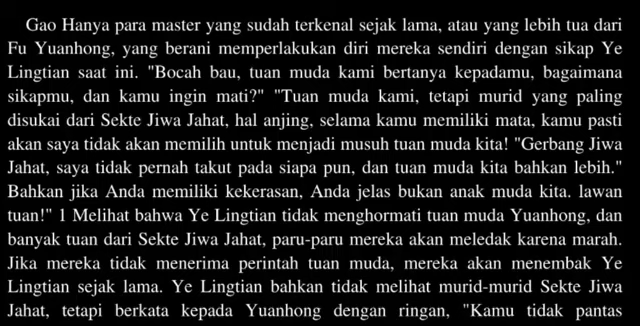 Gao Hanya para master yang sudah terkenal sejak lama, atau yang lebih tua dari
Fu Yuanhong, yang berani memperlakukan diri mereka sendiri dengan sikap Ye
Lingtian saat ini. "Bocah bau, tuan muda kami bertanya kepadamu, bagaimana
sikapmu, dan kamu ingin mati?" "Tuan muda kami, tetapi murid yang paling
disukai dari Sekte Jiwa Jahat, hal anjing, selama kamu memiliki mata, kamu pasti
akan saya tidak akan memilih untuk menjadi musuh tuan muda kita! "Gerbang Jiwa
Jahat, saya tidak pernah takut pada siapa pun, dan tuan muda kita bahkan lebih."
Bahkan jika Anda memiliki kekerasan, Anda jelas bukan anak muda kita. lawan
tuan!" 1 Melihat bahwa Ye Lingtian tidak menghormati tuan muda Yuanhong, dan
banyak tuan dari Sekte Jiwa Jahat, paru-paru mereka akan meledak karena marah.
Jika mereka tidak menerima perintah tuan muda, mereka akan menembak Ye
Lingtian sejak lama. Ye Lingtian bahkan tidak melihat murid-murid Sekte Jiwa
Jahat, tetapi berkata kepada Yuanhong dengan ringan, "Kamu tidak pantas